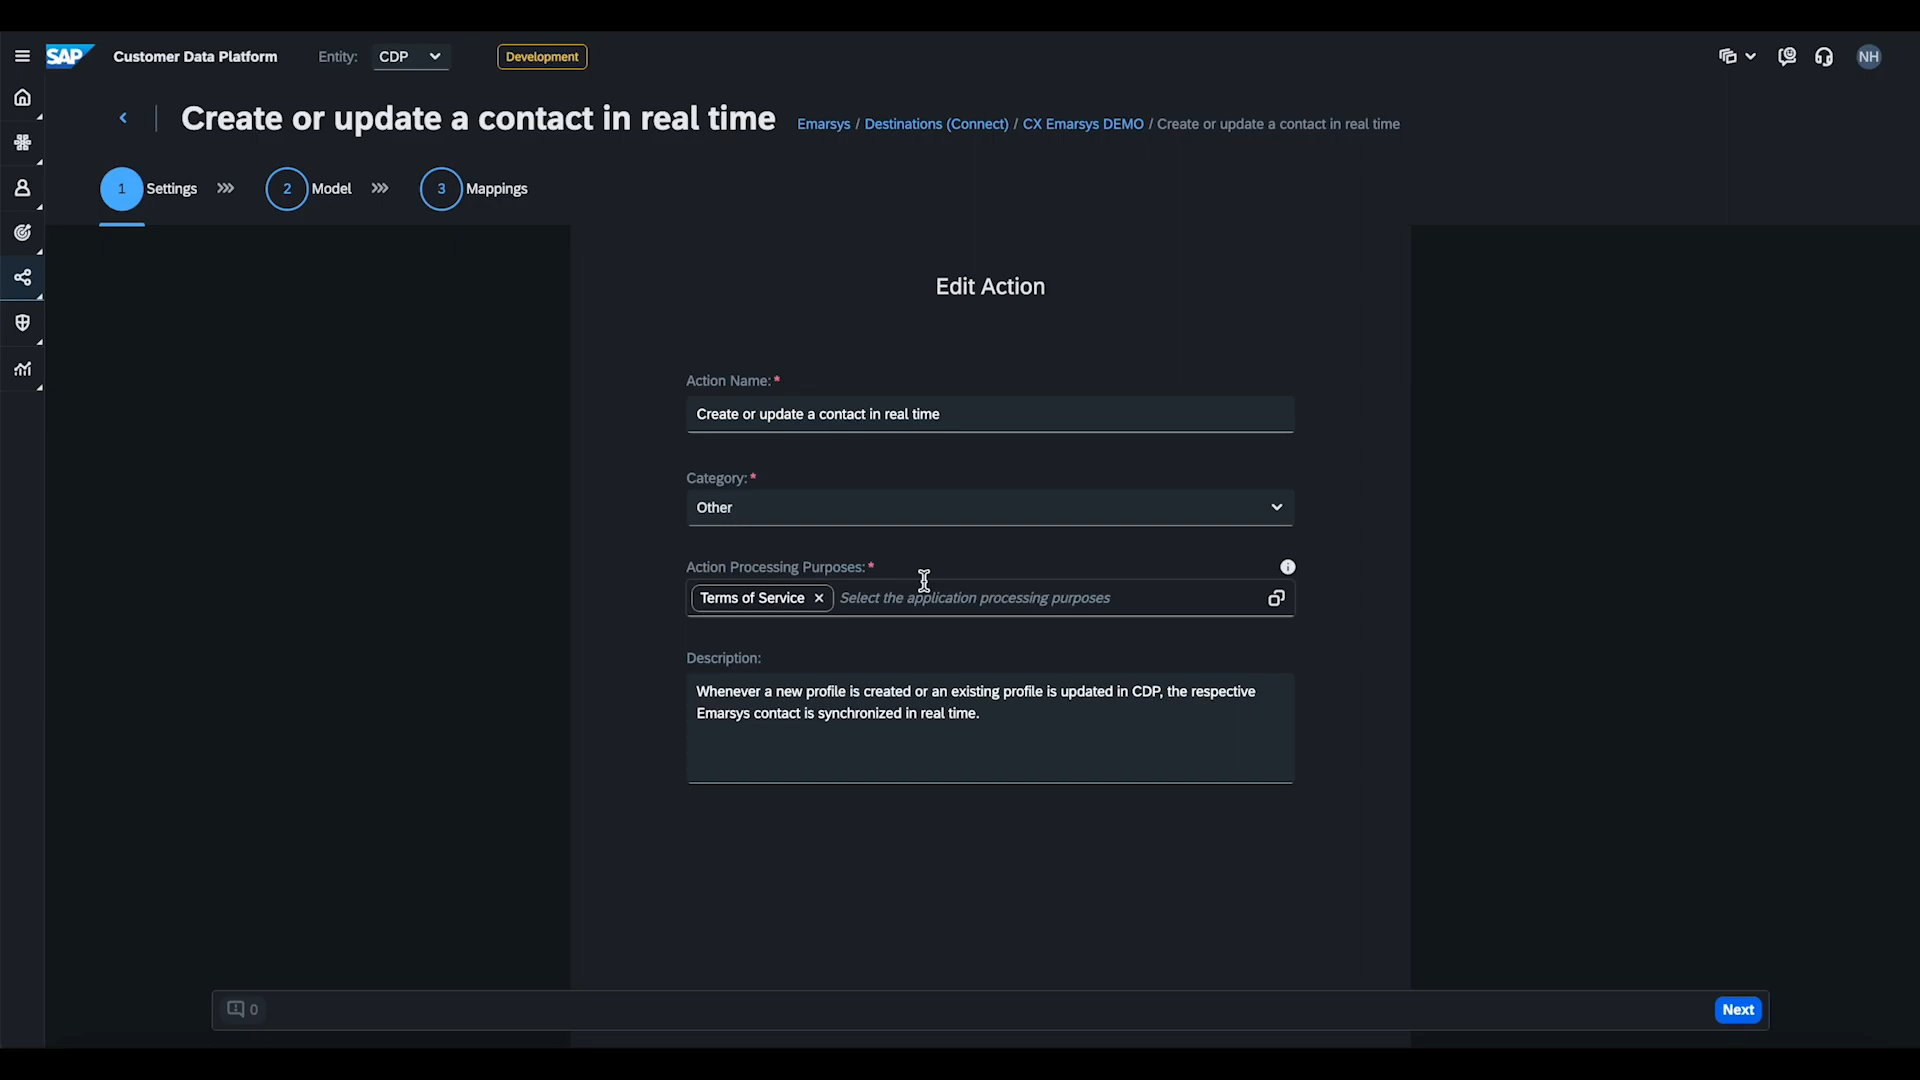 SAP Customer Data Platform Entity: CDP Development NH
Create or update a contact in real time Emarsys / Destinations (Connect) / CX Emarsys DEMO / Create or update a contact in real time
1 Settings 2 Model 3 Mappings
Edit Action
Action Name:*
Create or update a contact in real time
Category:*
Other
Action Processing Purposes:*
Terms of Service Select the application processing purposes
Description:
Whenever a new profile is created or an existing profile is updated in CDP, the respective
Emarsys contact is synchronized in real time.
0 Next